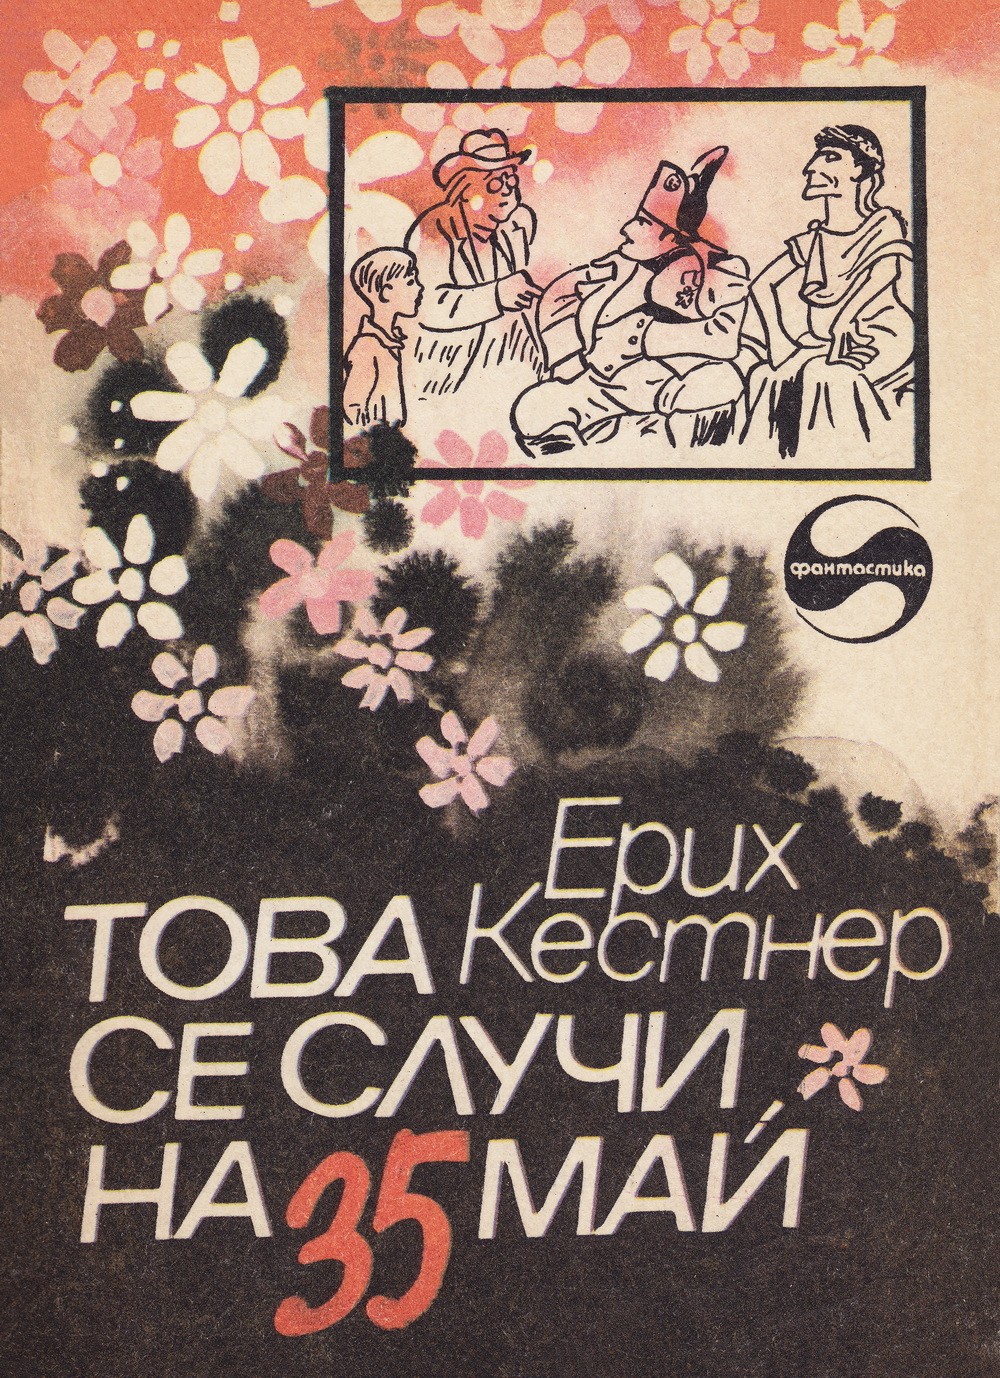 фантастика
Ерих
Кестнер
ТОВА
СЕ СЛУЧИ
НА 35 МАЙ